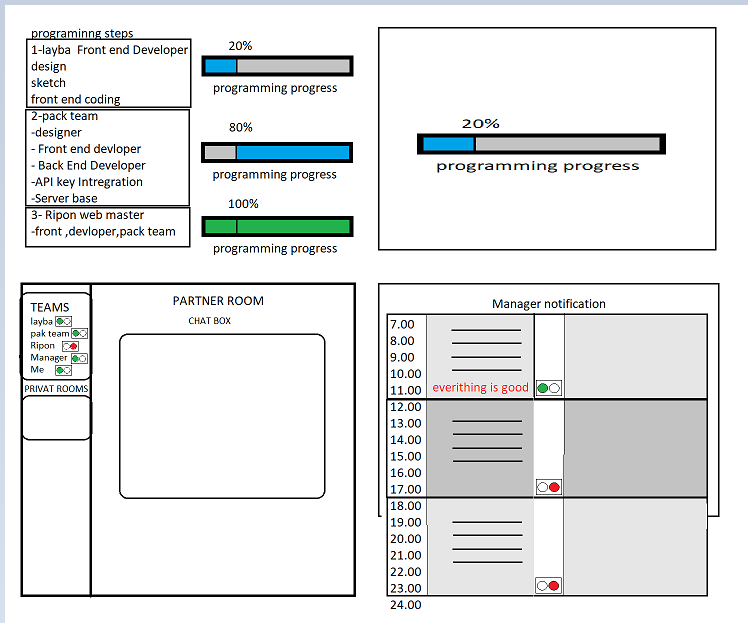 programinng steps
1-layba  Front end Developer
design
sketch
front end coding
2-pack team
-designer
- Front end devloper
- Back End Developer
-API key Intregration
-Server base
3- Ripon web master
-front ,devloper,pack team
20%
programming progress
80%
programming progress
100%
programming progress
20%
programming progress
TEAMS
layba
pak team
Ripon
Manager
Me
PRIVAT ROOMS
PARTNER ROOM
CHAT BOX
Manager notification
7.00
8.00
9.00
10.00
11.00
everithing is good
12.00
13.00
14.00
15.00
16.00
17.00
18.00
19.00
20.00
21.00
22.00
23.00
24.00